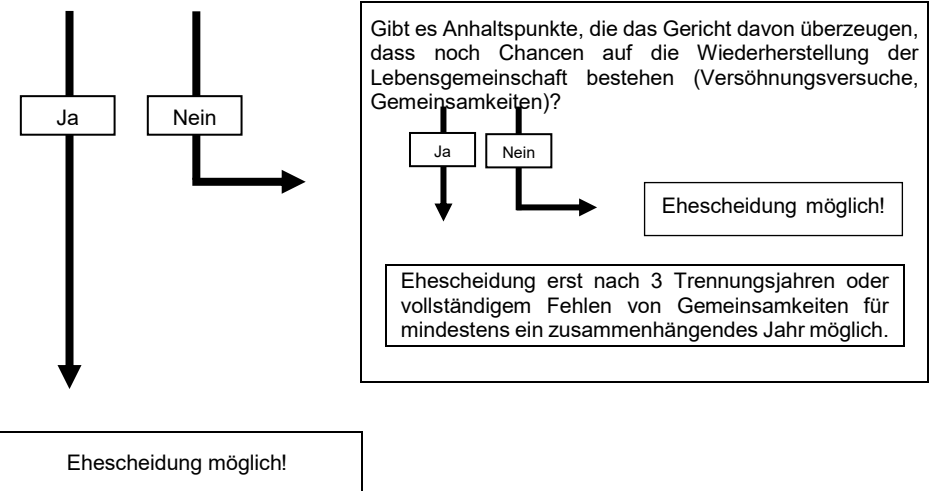 Gibt es Anhaltspunkte, die das Gericht davon überzeugen,
dass noch Chancen auf die Wiederherstellung der
Lebensgemeinschaft bestehen (Versöhnungsversuche,
Gemeinsamkeiten)?
Ja
Nein
Ja
Nein
Ehescheidung möglich!
Ehescheidung erst nach 3 Trennungsjahren oder
vollständigem Fehlen von Gemeinsamkeiten für
mindestens ein zusammenhängendes Jahr möglich.
Ehescheidung möglich!